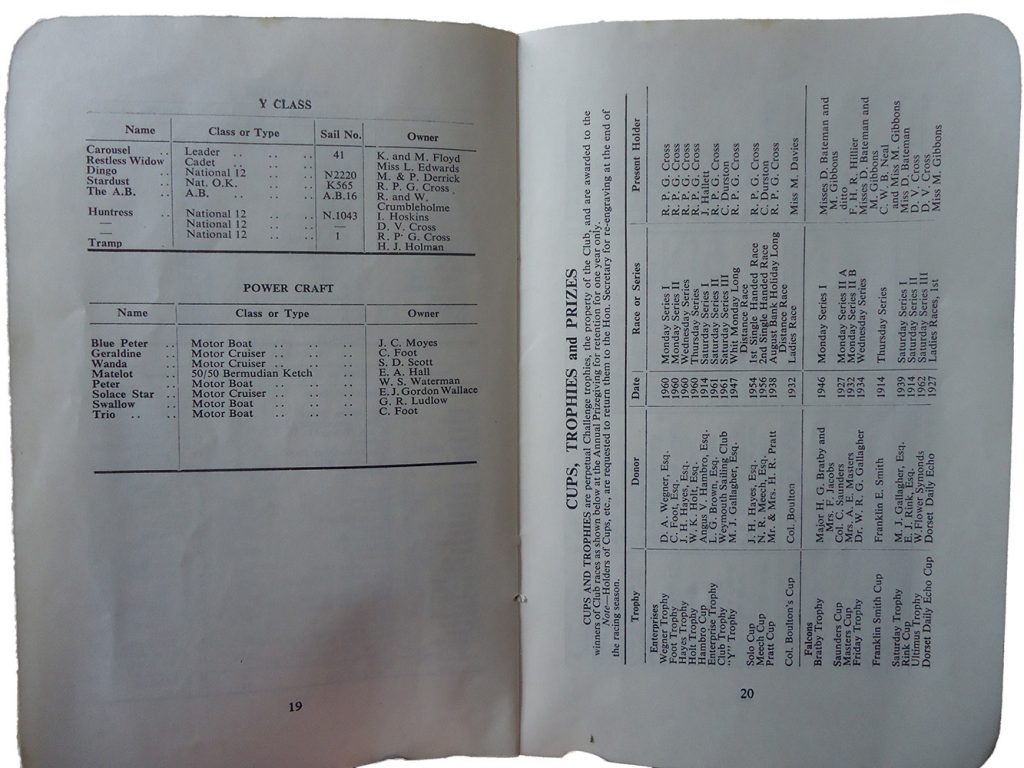 Y CLASS
Name Class or Type Sail No. Owner
Carousel .. Leader .. .. .. 41 K. and M. Floyd
Restless Widow Cadet .. .. .. Miss L. Edwards
Dingo .. National 12 .. .. N2220 M. & P. Derrick
Stardust .. Nat. O.K. .. .. K565 R. P. G. Cross
The A.B. .. A.B. .. .. .. A.B.16 R. and W.
Crumbleholme
Huntress .. National 12 .. .. N.1043 I. Hoskins
— National 12 .. .. — D. V. Cross
— National 12 .. .. 1 R. P. G. Cross
Tramp H. J. Holman
POWER CRAFT
Name Class or Type Owner
Blue Peter .. Motor Boat .. .. .. J. C. Moyes
Geraldine .. Motor Cruiser .. .. .. C. Foot
Wanda .. Motor Cruiser .. .. .. S. D. Scott
Matelot .. 50/50 Bermudian Ketch .. E. A. Hall
Peter .. Motor Boat .. .. .. W. S. Waterman
Solace Star .. Motor Cruiser .. .. .. E. J. Gordon Wallace
Swallow .. Motor Boat .. .. .. G. R. Ludlow
Trio .. .. Motor Boat .. .. .. C. Foot
19
CUPS, TROPHIES and PRIZES
CUPS AND TROPHIES are perpetual Challenge trophies, the property of the Club, and are awarded to the
winners of Club races as shown below at the Annual Prizegiving for retention for one year only.
Note—Holders of Cups, etc., are requested to return them to the Hon. Secretary for re-engraving at the end of
the racing season.
Trophy Donor Date Race or Series Present Holder
Enterprises
Wegner Trophy D. A. Wegner, Esq. 1960 Monday Series I R. P. G. Cross
Foot Trophy C. Foot, Esq. 1960 Monday Series II R. P. G. Cross
Hayes Trophy J. H. Hayes, Esq. 1960 Wednesday Series R. P. G. Cross
Holt Trophy W. K. Holt, Esq. 1960 Thursday Series R. P. G. Cross
Hambro Cup Angus V. Hambro, Esq. 1914 Saturday Series I J. Hallett
Enterprise Trophy L. G. Brown, Esq. 1961 Saturday Series II R. P. G. Cross
Club Trophy Weymouth Sailing Club 1961 Saturday Series III C. Durston
"Y" Trophy M. J. Gallagher, Esq. 1947 Whit Monday Long R. P. G. Cross
Distance Race
Solo Cup J. H. Hayes, Esq. 1954 1st Single Handed Race R. P. G. Cross
Meech Cup N. R. Meech, Esq. 1956 2nd Single Handed Race C. Durston
Pratt Cup Mr. & Mrs. H. R. Pratt 1938 August Bank Holiday Long R. P. G. Cross
Distance Race
Col. Boulton's Cup Col. Boulton 1932 Ladies Race Miss M. Davies
Falcons
Bratby Trophy Major H. G. Bratby and 1946 Monday Series I Misses D. Bateman and
Mrs. F. Jacobs M. Gibbons
Saunders Cup Col. C. Saunders 1927 Monday Series II A ditto
Masters Cup Mrs. A. E. Masters 1932 Monday Series II B F. H. R. Hillier
Friday Trophy Dr. W. R. G. Gallagher 1934 Wednesday Series Misses D. Bateman and
M. Gibbons
Franklin Smith Cup Franklin E. Smith 1914 Thursday Series C. W. B. Neal
and Miss M. Gibbons
Saturday Trophy M. J. Gallagher, Esq. 1939 Saturday Series I Miss D. Bateman
Rink Cup E. J. Rink, Esq. 1914 Saturday Series II D. V. Cross
Ultimus Trophy W. Flower Symonds 1962 Saturday Series III D. V. Cross
Dorset Daily Echo Cup Dorset Daily Echo 1927 Ladies Races, 1st Miss M. Gibbons
20